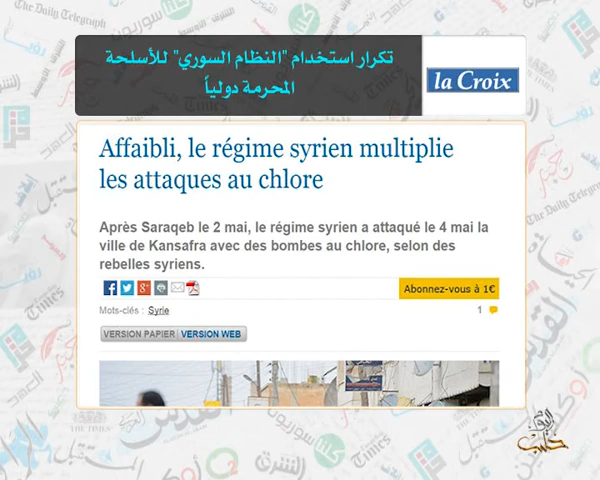 تكرار استخدام "النظام السوري" للأسلحة
المحرمة دولياً
la Croix
Affaibli, le régime syrien multiplie
les attaques au chlore
Après Saraqeb le 2 mai, le régime syrien a attaqué le 4 mai la
ville de Kansafra avec des bombes au chlore, selon des
rebelles syriens.
Abonnez-vous à 1€
Mots-clés : Syrie
1
VERSION PAPIER | VERSION WEB
حلب اليوم